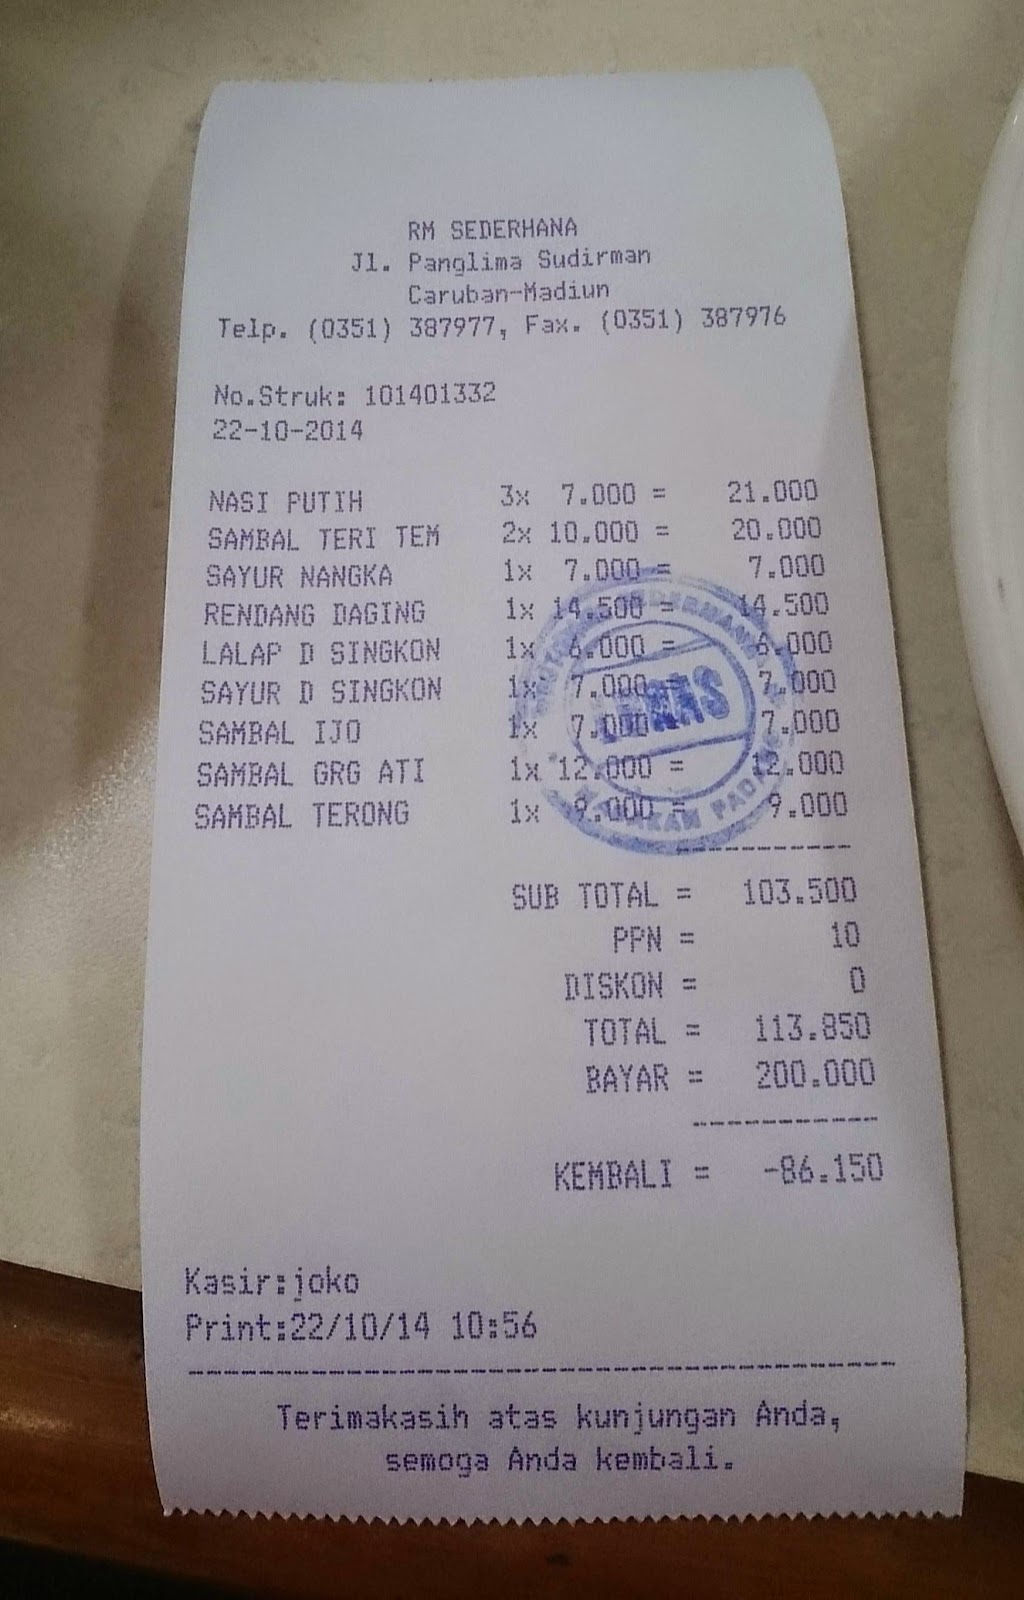 RM SEDERHANA
Jl. Panglima Sudirman
Caruban-Madiun
Telp. (0351) 387977, Fax. (0351) 387976
No.Struk: 101401332
22-10-2014
NASI PUTIH 3x 7.000 = 21.000
SAMBAL TERI TEM 2x 10.000 = 20.000
SAYUR NANGKA 1x 7.000 = 7.000
RENDANG DAGING 1x 14.500 = 14.500
LALAP D SINGKON 1x 6.000 = 6.000
SAYUR D SINGKON 1x 7.000 = 7.000
SAMBAL IJO 1x 7.000 = 7.000
SAMBAL GRG ATI 1x 12.000 = 12.000
SAMBAL TERONG 1x 9.000 = 9.000
SUB TOTAL = 103.500
PPN = 10
DISKON = 0
TOTAL = 113.850
BAYAR = 200.000
KEMBALI = -86.150
Kasir:joko
Print:22/10/14 10:56
Terimakasih atas kunjungan Anda,
semoga Anda kembali.